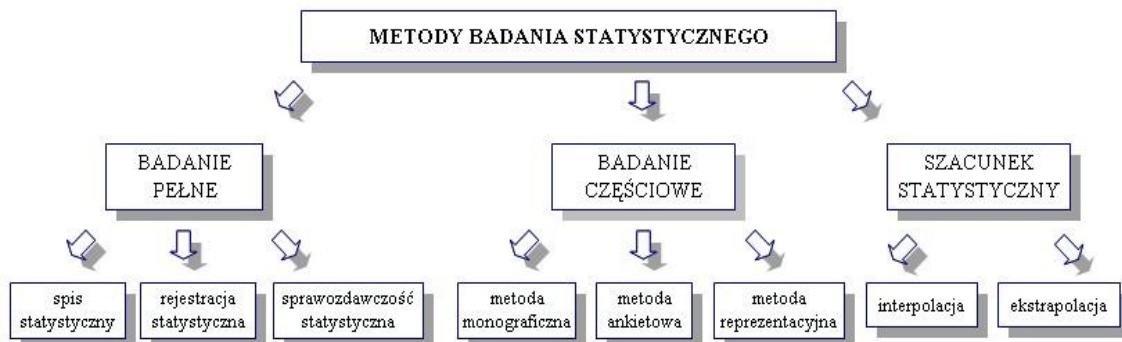 METODY BADANIA STATYSTYCZNEGO
BADANIE
PEŁNE
BADANIE
CZĘŚCIOWE
SZACUNEK
STATYSTYCZNY
spis
statystyczny
rejestracja
statystyczna
sprawozdawczość
statystyczna
metoda
monograficzna
metoda
ankietowa
metoda
reprezentacyjna
interpolacja
ekstrapolacja